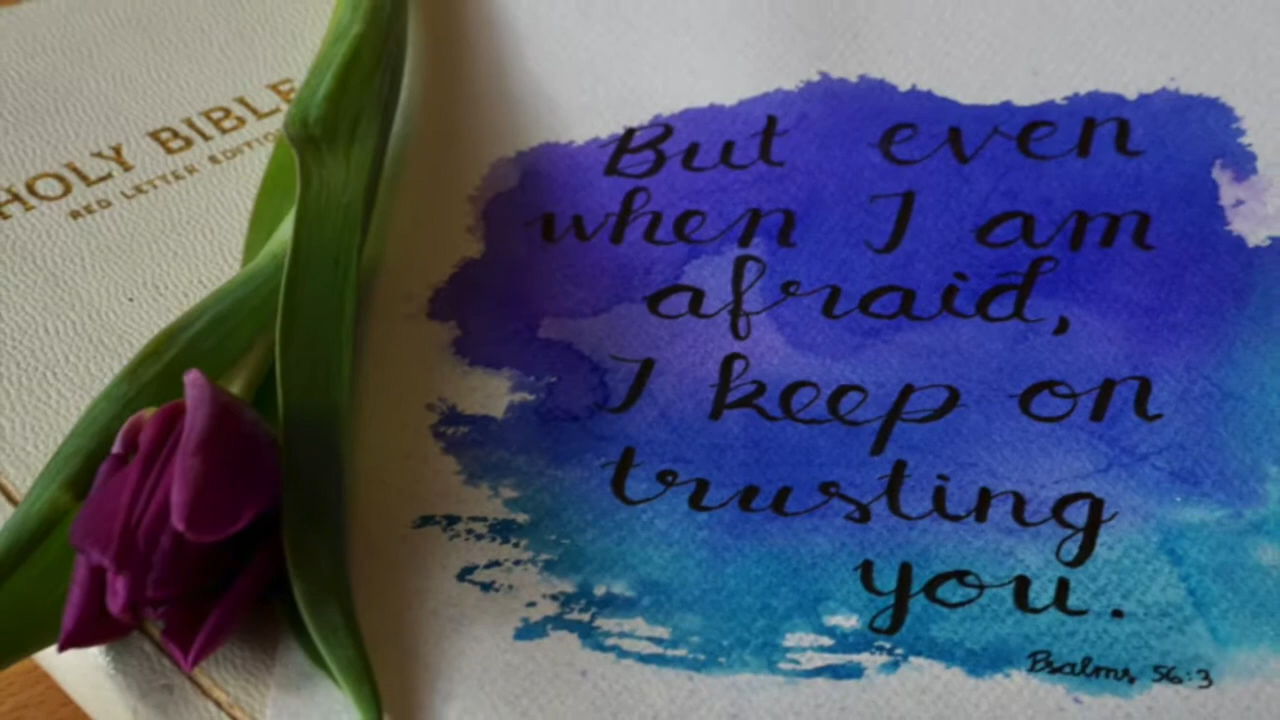 HOLY BIBLE
RED LETTER EDITION
But even
when I am
afraid,
I keep on
trusting
you.
Psalms 56:3